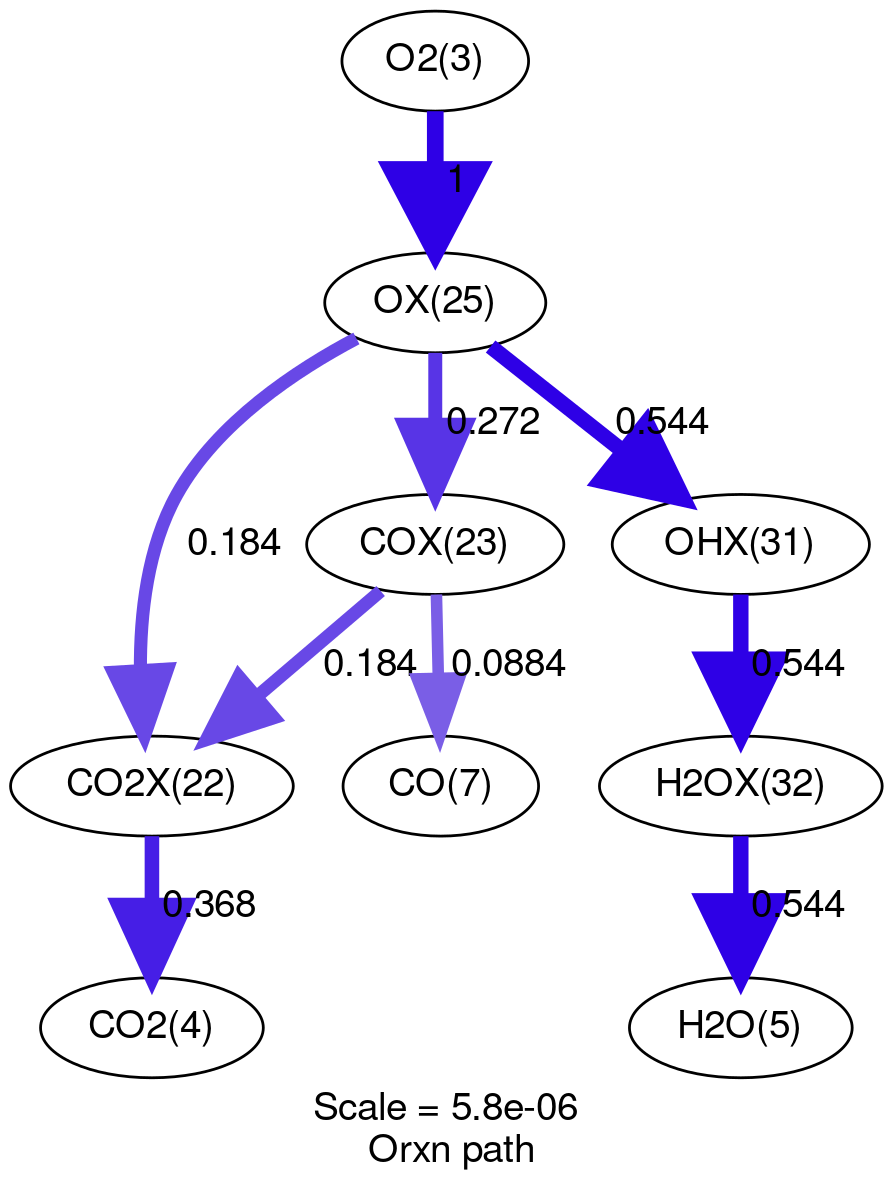 O2(3)
1
OX(25)
0.272
0.544
0.184
COX(23)
OHX(31)
0.184
0.0884
0.544
CO2X(22)
CO(7)
H2OX(32)
0.368
0.544
CO2(4)
H2O(5)
Scale = 5.8e-06
Orxn path